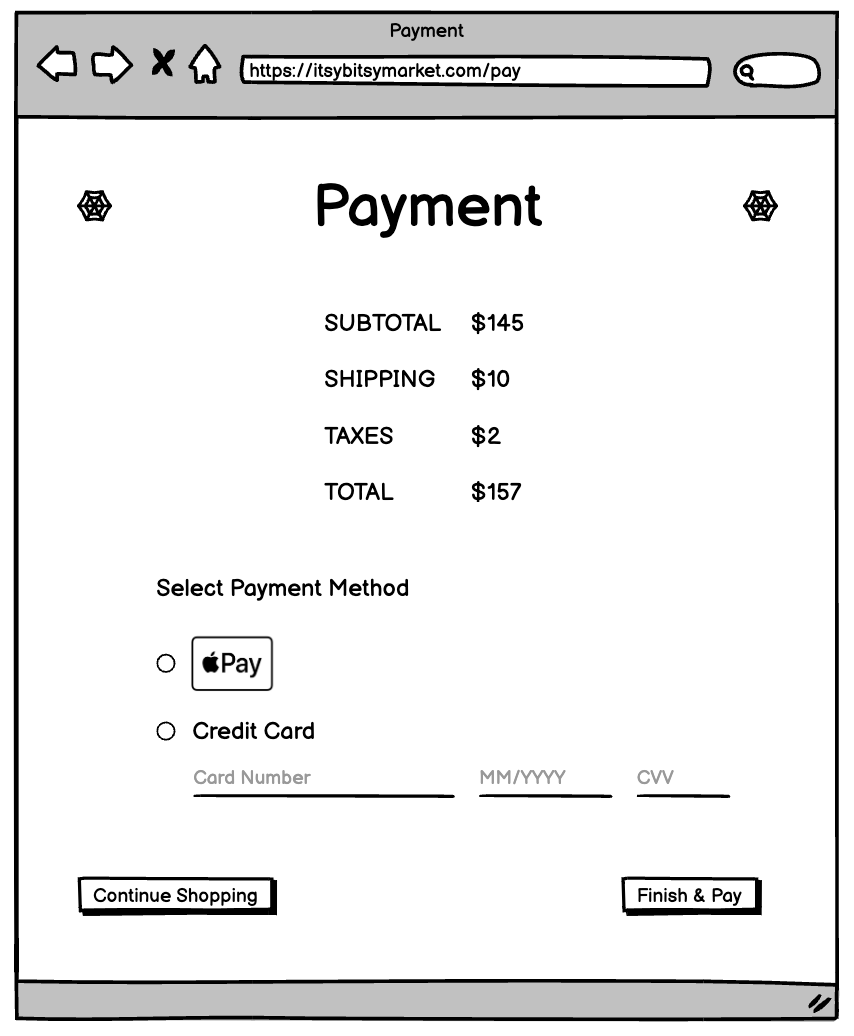 Payment
https://itsybitsymarket.com/pay
Payment
SUBTOTAL $145
SHIPPING $10
TAXES $2
TOTAL $157
Select Payment Method
Pay
Credit Card
Card Number MM/YYYY CVV
Continue Shopping Finish & Pay